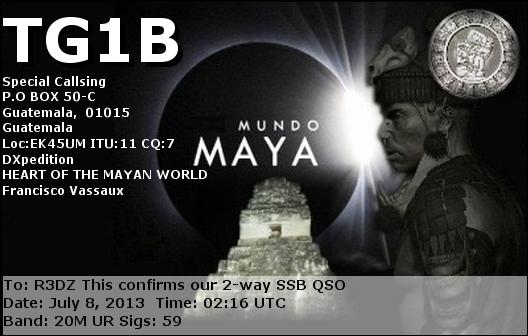 TG1B
Special Callsing
P.O BOX 50-C
Guatemala, 01015
Guatemala
Loc:EK45UM ITU:11 CQ:7
DXpedition
HEART OF THE MAYAN WORLD
Francisco Vassaux
MUNDO
MAYA
To: R3DZ This confirms our 2-way SSB QSO
Date: July 8, 2013 Time: 02:16 UTC
Band: 20M UR Sigs: 59